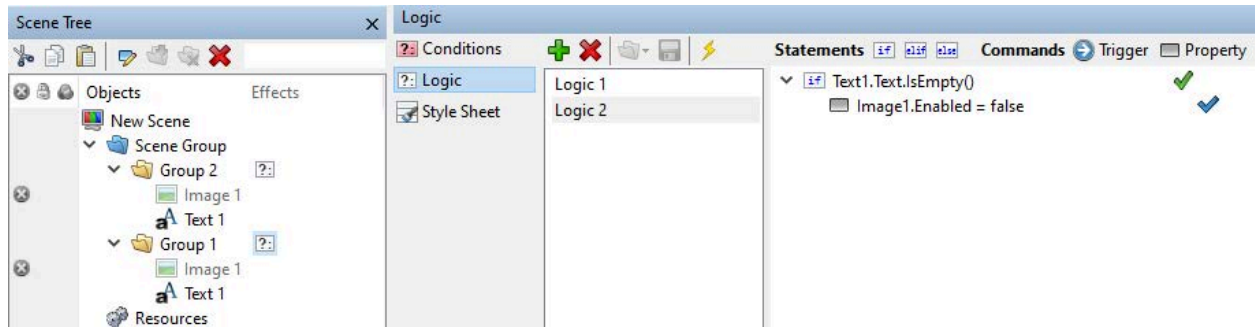 Scene Tree
Objects Effects
New Scene
Scene Group
Group 2 ?:
Image 1
aA Text 1
Group 1 ?:
Image 1
aA Text 1
Resources
Logic
?: Conditions
?: Logic
Style Sheet
Logic 1
Logic 2
Statements if elif else Commands Trigger Property
if Text1.Text.IsEmpty()
Image1.Enabled = false